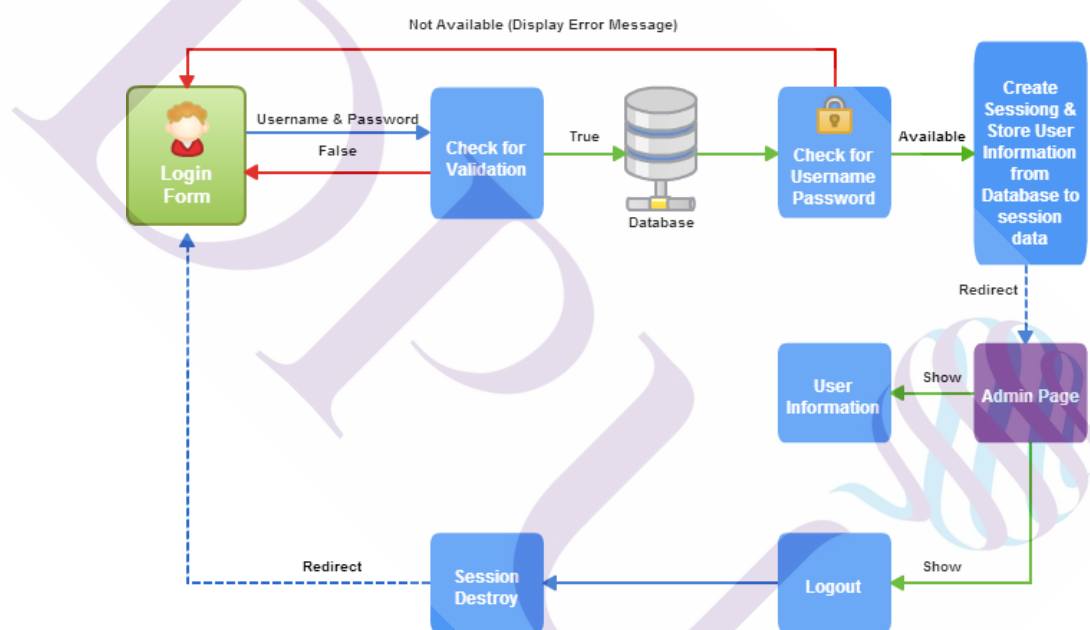 Not Available (Display Error Message)
Username & Password
False
Login
Form
Check for
Validation
True
Database
Check for
Username
Password
Available
Create
Sessiong &
Store User
Information
from
Database to
session
data
Redirect
User
Information
Show
Admin Page
Redirect
Session
Destroy
Logout
Show
DPU